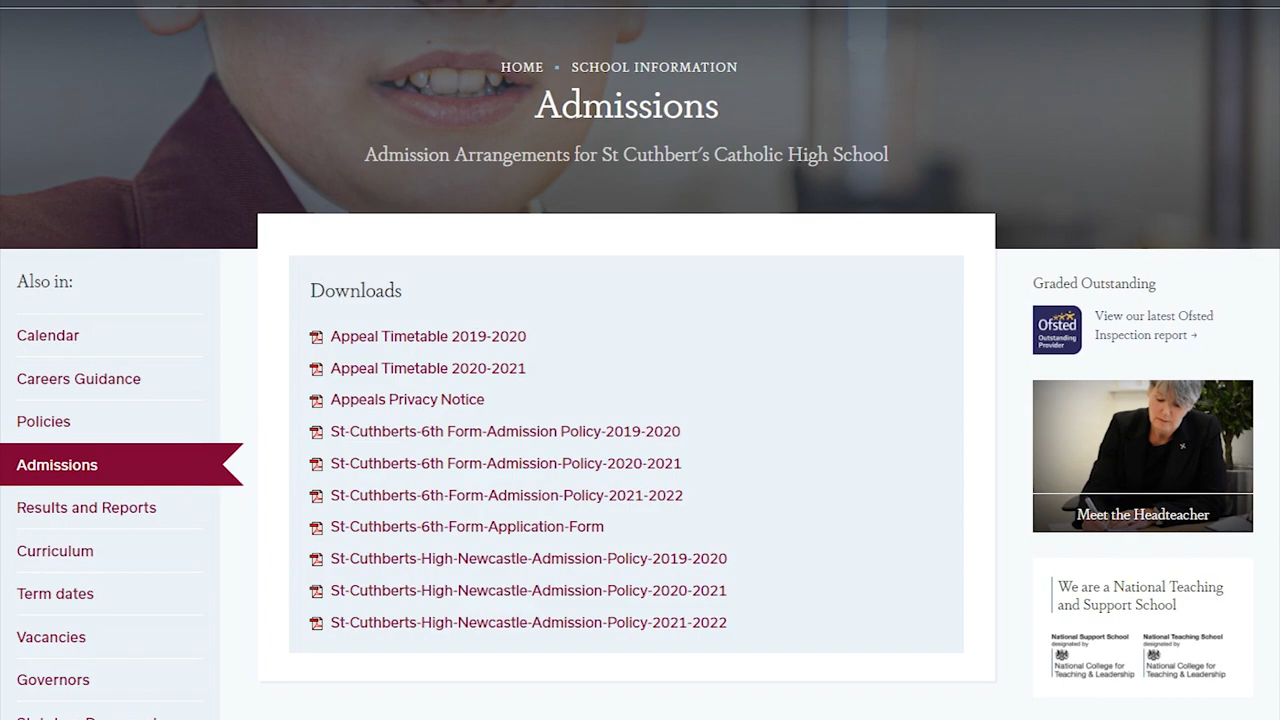 HOME ▪ SCHOOL INFORMATION
Admissions
Admission Arrangements for St Cuthbert's Catholic High School
Also in:
Calendar
Careers Guidance
Policies
Admissions
Results and Reports
Curriculum
Term dates
Vacancies
Governors
Downloads
Appeal Timetable 2019-2020
Appeal Timetable 2020-2021
Appeals Privacy Notice
St-Cuthberts-6th Form-Admission Policy-2019-2020
St-Cuthberts-6th Form-Admission-Policy-2020-2021
St-Cuthberts-6th-Form-Admission-Policy-2021-2022
St-Cuthberts-6th-Form-Application-Form
St-Cuthberts-High-Newcastle-Admission-Policy-2019-2020
St-Cuthberts-High-Newcastle-Admission-Policy-2020-2021
St-Cuthberts-High-Newcastle-Admission-Policy-2021-2022
Graded Outstanding
Ofsted
Outstanding
Provider
View our latest Ofsted
Inspection report →
Meet the Headteacher
We are a National Teaching
and Support School
National Support School
designated by
National College for
Teaching & Leadership
National Teaching School
designated by
National College for
Teaching & Leadership